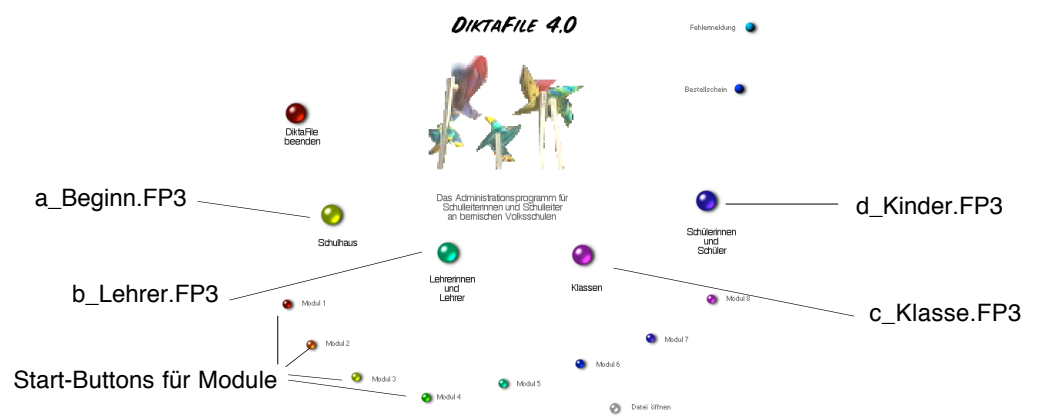 DIKTAFILE 4.0
Fehlermeldung
Bestellschein
DiktaFile
beenden
Das Administrationsprogramm für
Schulleiterinnen und Schulleiter
an bernischen Volksschulen
a_Beginn.FP3
Schulhaus
d_Kinder.FP3
Schülerinnen
und
Schüler
b_Lehrer.FP3
Lehrerinnen
und
Lehrer
Klassen
c_Klasse.FP3
Modul 1
Modul 2
Modul 3
Modul 4
Modul 5
Modul 6
Modul 7
Modul 8
Start-Buttons für Module
Datei öffnen